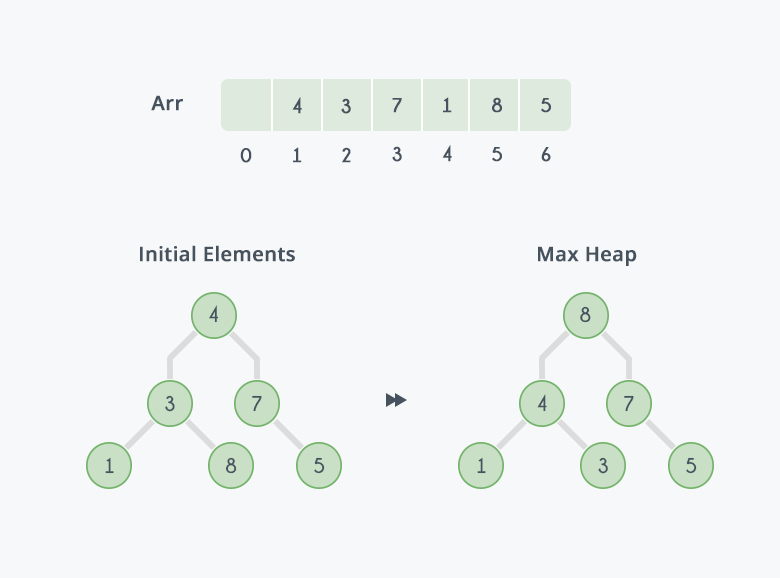 Arr 4 3 7 1 8 5
0 1 2 3 4 5 6
Initial Elements
Max Heap
4
3 7
1 8 5
8
4 7
1 3 5